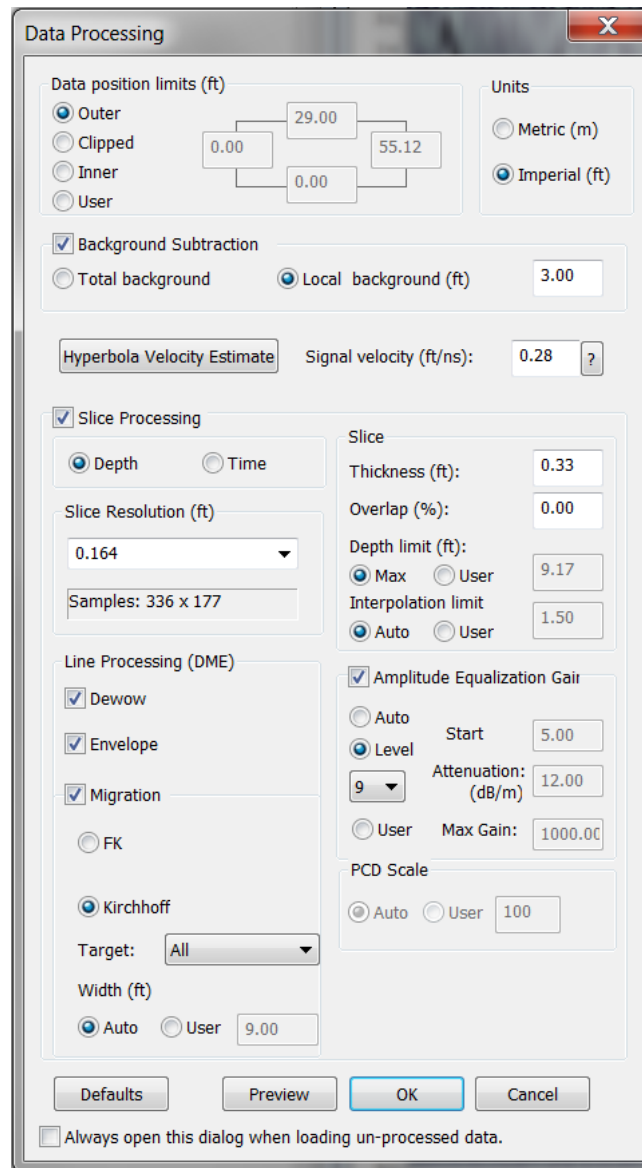 Data Processing
X
Data position limits (ft)
Outer
Clipped
Inner
User
29.00
0.00
55.12
0.00
Units
Metric (m)
Imperial (ft)
Background Subtraction
Total background
Local background (ft)
3.00
Hyperbola Velocity Estimate
Signal velocity (ft/ns):
0.28
?
Slice Processing
Depth
Time
Slice Resolution (ft)
0.164
Samples: 336 x 177
Slice
Thickness (ft):
0.33
Overlap (%):
0.00
Depth limit (ft):
Max
User
9.17
Interpolation limit
Auto
User
1.50
Line Processing (DME)
Dewow
Envelope
Migration
FK
Kirchhoff
Target:
All
Width (ft)
Auto
User
9.00
Amplitude Equalization Gair
Auto
Level
9
Start
5.00
Attenuation:
(dB/m)
12.00
User
Max Gain:
1000.00
PCD Scale
Auto
User
100
Defaults
Preview
OK
Cancel
Always open this dialog when loading un-processed data.